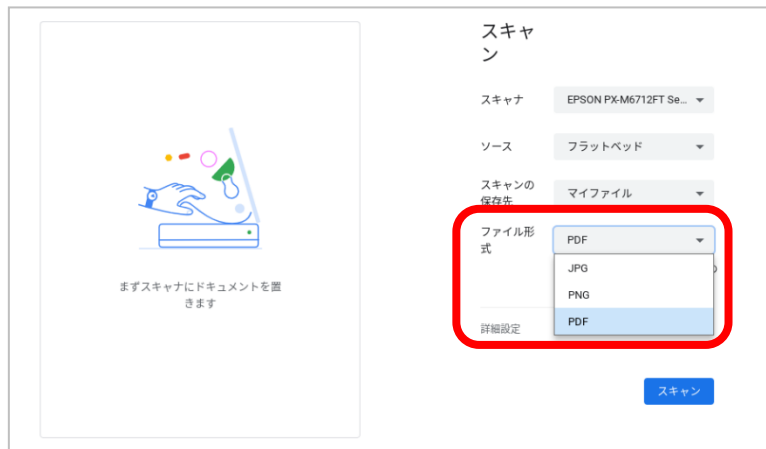 まずスキャナにドキュメントを置
きます
スキャ
ン
スキャナ EPSON PX-M6712FT Se...
ソース フラットベッド
スキャンの
保存先 マイファイル
ファイル形
式 PDF
JPG
PNG
PDF
詳細設定
スキャン